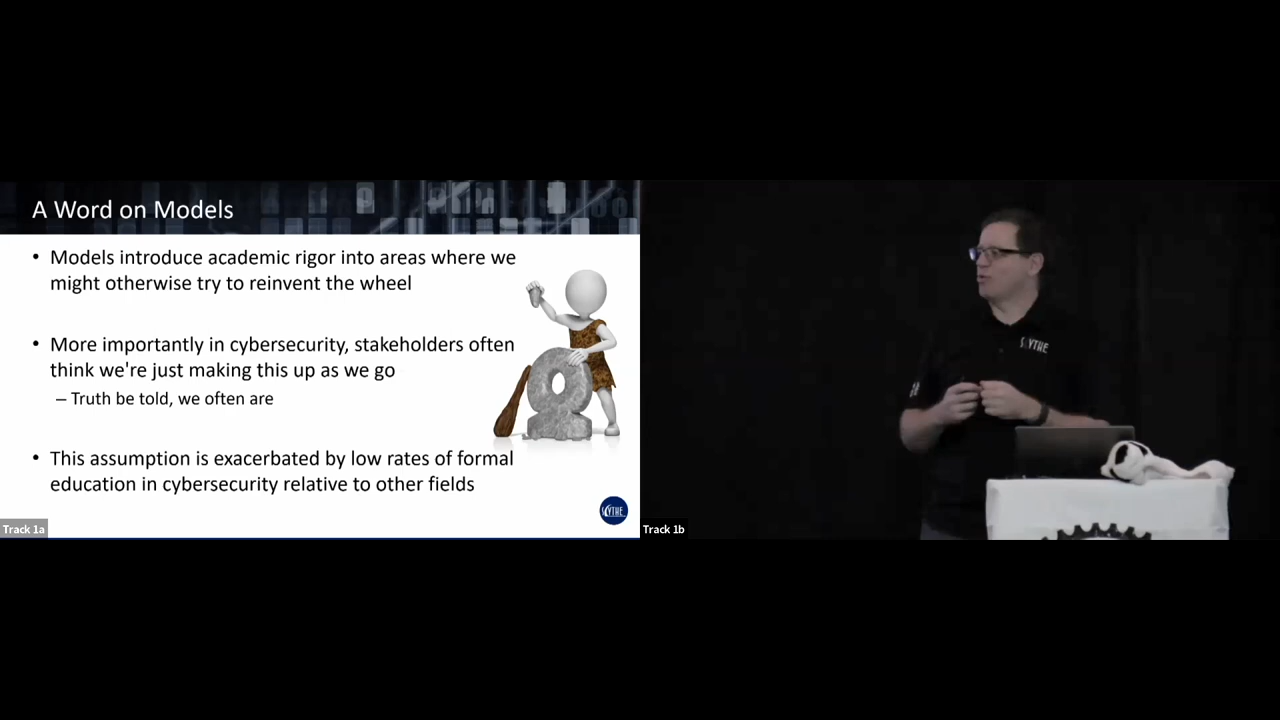 A Word on Models
• Models introduce academic rigor into areas where we
might otherwise try to reinvent the wheel
• More importantly in cybersecurity, stakeholders often
think we're just making this up as we go
– Truth be told, we often are
• This assumption is exacerbated by low rates of formal
education in cybersecurity relative to other fields
SCYTHE
Track 1a
SCYTHE
Track 1b